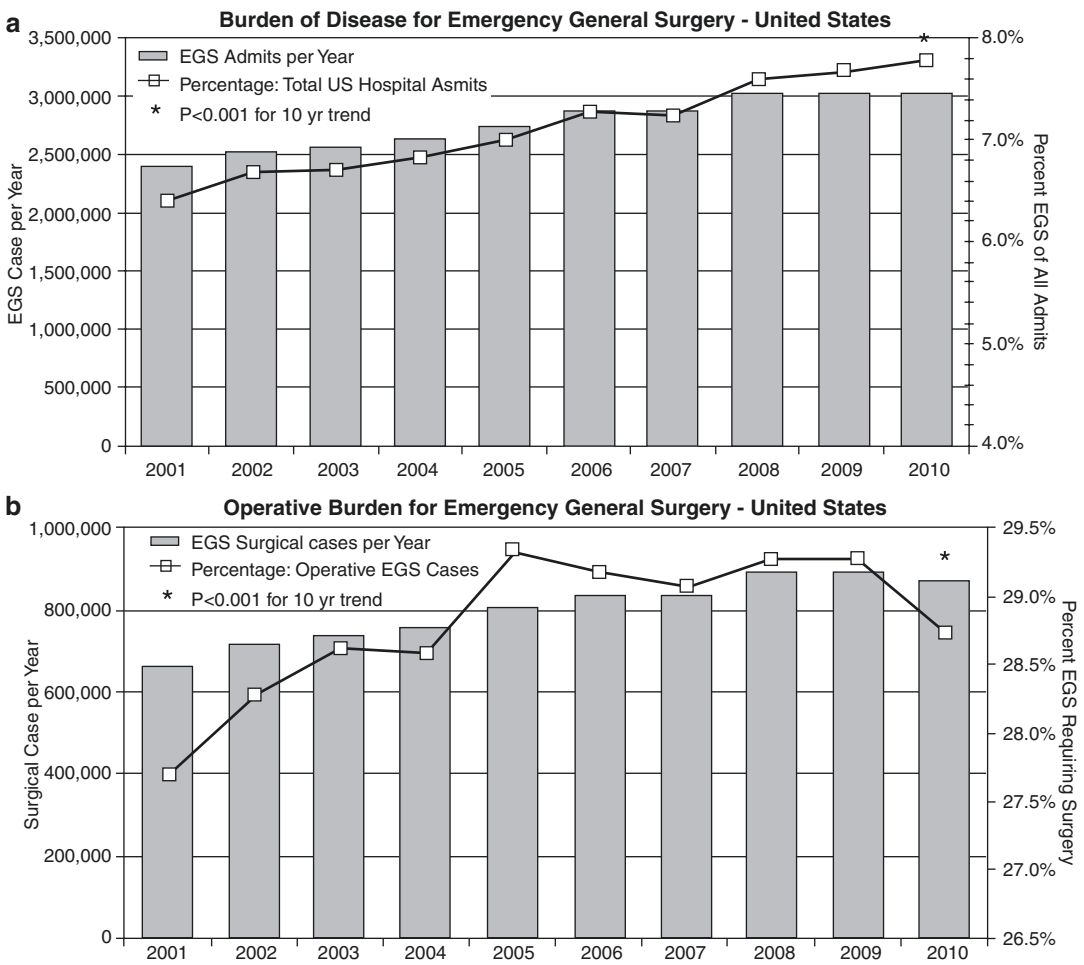 a
Burden of Disease for Emergency General Surgery - United States
EGS Admits per Year
Percentage: Total US Hospital Asmits
* P<0.001 for 10 yr trend
*
EGS Case per Year
3,500,000
3,000,000
2,500,000
2,000,000
1,500,000
1,000,000
500,000
0
8.0%
7.0%
6.0%
5.0%
4.0%
Percent EGS of All Admits
2001 2002 2003 2004 2005 2006 2007 2008 2009 2010
b
Operative Burden for Emergency General Surgery - United States
EGS Surgical cases per Year
Percentage: Operative EGS Cases
* P<0.001 for 10 yr trend
*
Surgical Case per Year
1,000,000
800,000
600,000
400,000
200,000
0
29.5%
29.0%
28.5%
28.0%
27.5%
27.0%
26.5%
Percent EGS Requiring Surgery
2001 2002 2003 2004 2005 2006 2007 2008 2009 2010